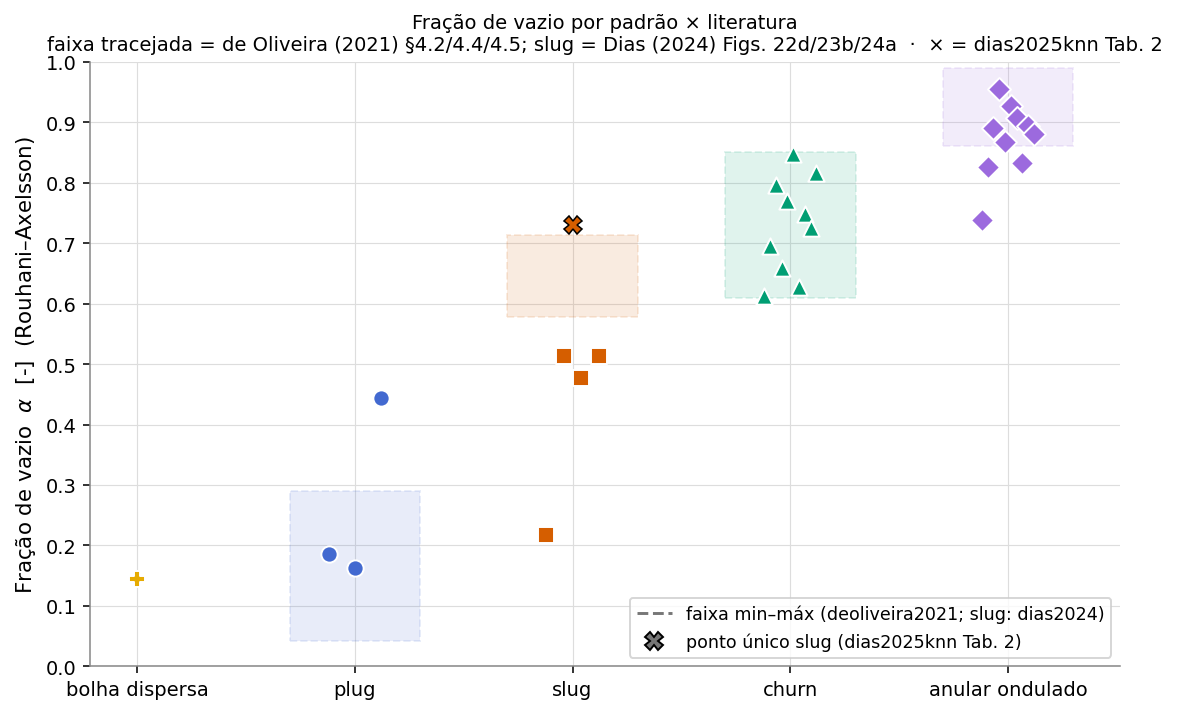 Fração de vazio por padrão × literatura
faixa tracejada = de Oliveira (2021) §4.2/4.4/4.5; slug = Dias (2024) Figs. 22d/23b/24a · × = dias2025knn Tab. 2
Fração de vazio α [-] (Rouhani–Axelsson)
1.0
0.9
0.8
0.7
0.6
0.5
0.4
0.3
0.2
0.1
0.0
faixa min–máx (deoliveira2021; slug: dias2024)
ponto único slug (dias2025knn Tab. 2)
bolha dispersa
plug
slug
churn
anular ondulado